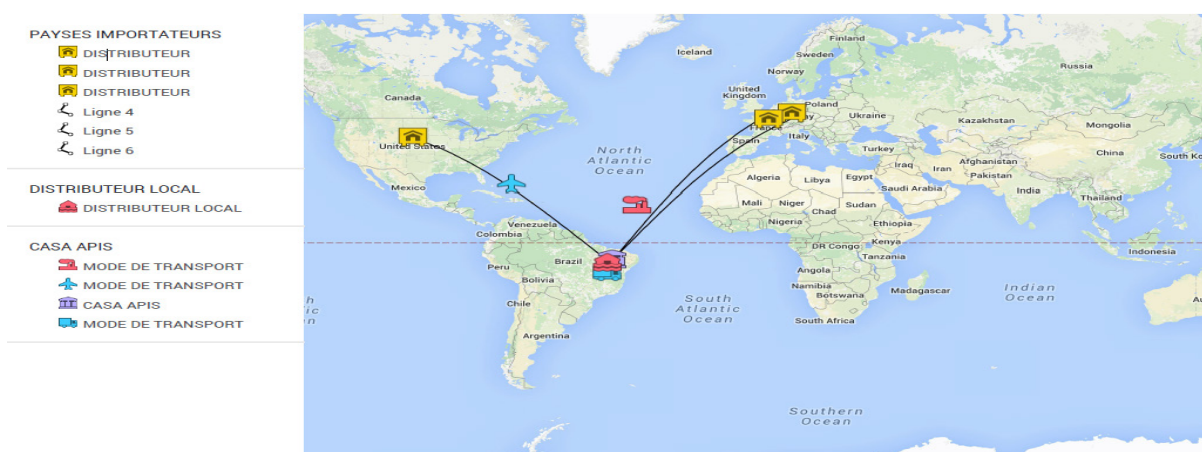 PAYSES IMPORTATEURS
DISTRIBUTEUR
DISTRIBUTEUR
DISTRIBUTEUR
Ligne 4
Ligne 5
Ligne 6
DISTRIBUTEUR LOCAL
DISTRIBUTEUR LOCAL
CASA APIS
MODE DE TRANSPORT
MODE DE TRANSPORT
CASA APIS
MODE DE TRANSPORT
Iceland
Finland
Sweden
Norway
Russia
Canada
United
Kingdom
Poland
Ukraine
Kazakhstan
Mongolia
France
Italy
Spain
Turkey
United States
China
South Ko
North
Atlantic
Ocean
Iraq
Iran
Afghanistan
Pakistan
Algeria
Libya
Egypt
Saudi Arabia
India
Mexico
Thailand
Mali
Niger
Chad
Sudan
Nigeria
Ethiopia
Venezuela
Colombia
DR Congo
Kenya
Tanzania
Indonesia
Peru
Brazil
Bolivia
Angola
Namibia
Botswana
Madagascar
Indian
Ocean
South
Atlantic
Ocean
Chile
South Africa
Argentina
Au
h
ic
n
Southern
Ocean